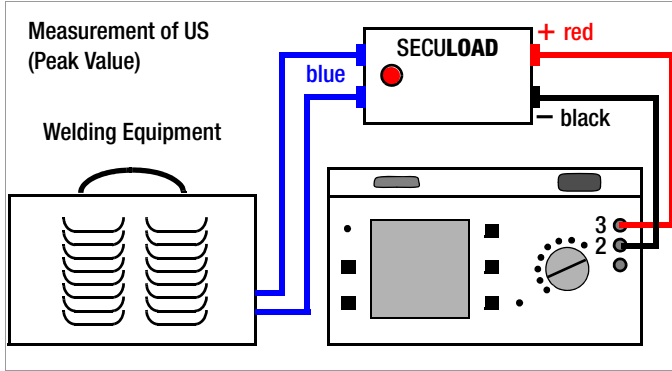 Measurement of US
(Peak Value)
SECULOAD
+ red
blue
– black
Welding Equipment
3
2